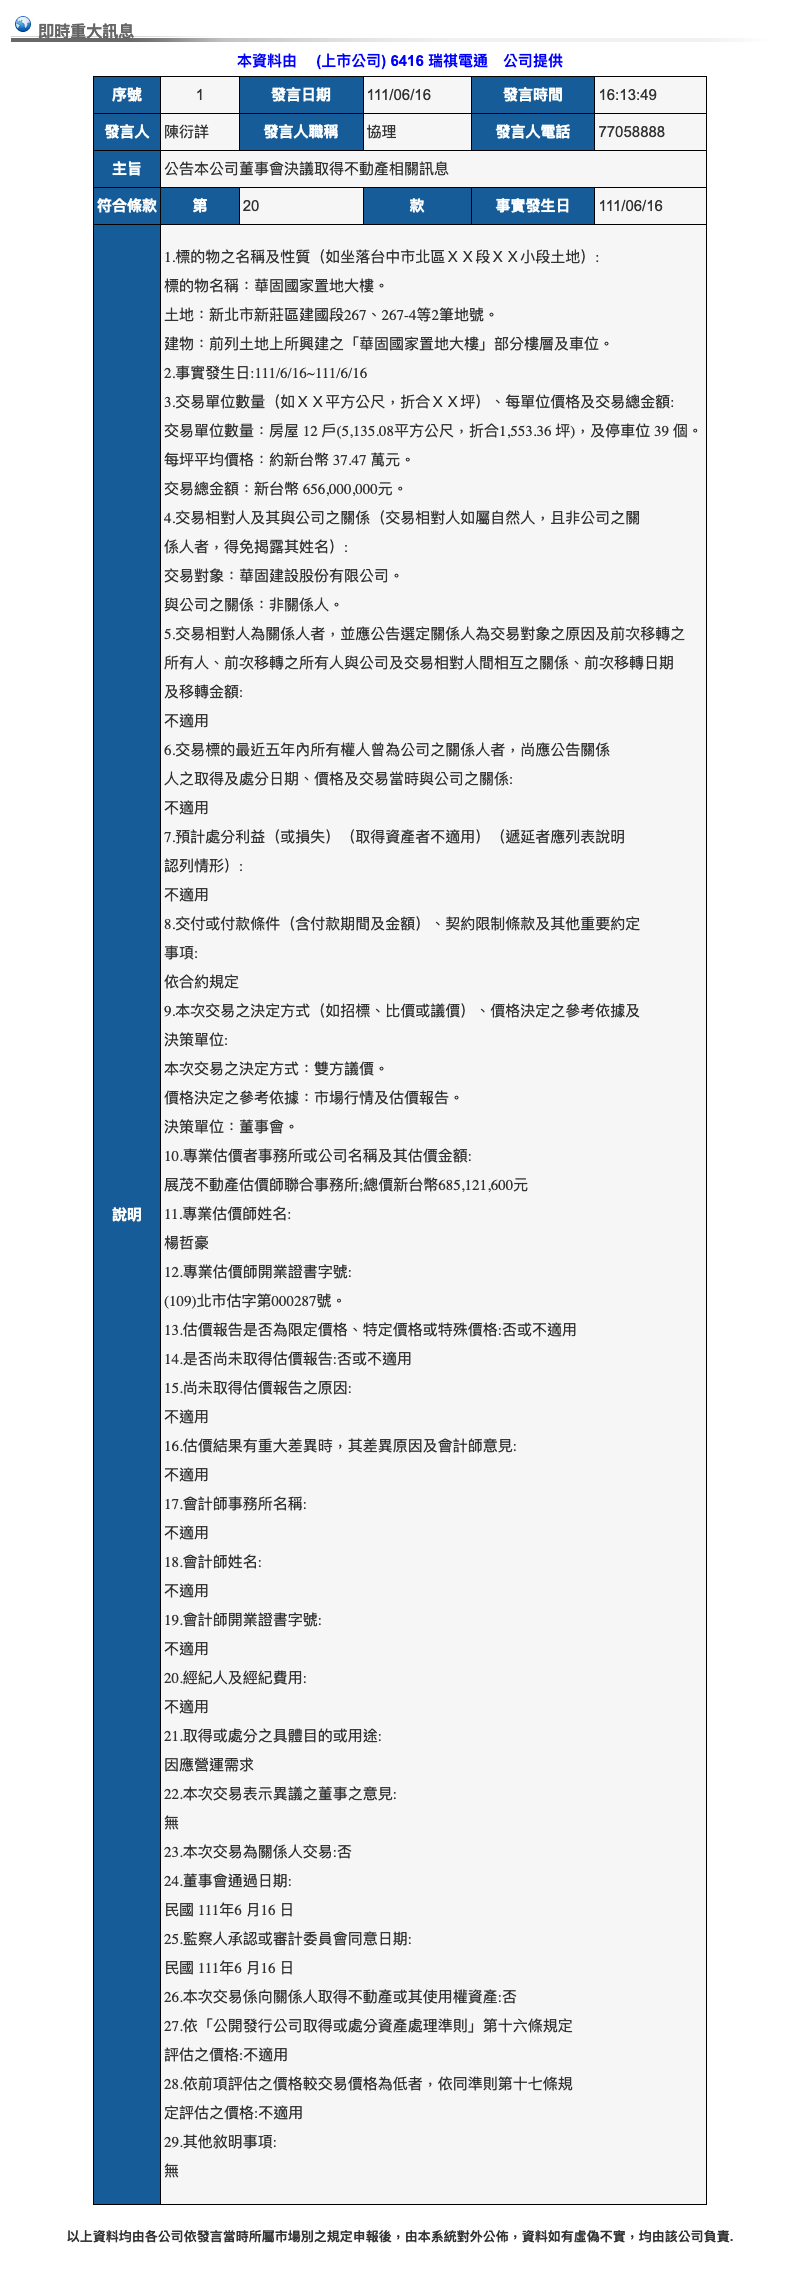 即時重大訊息
本資料由　(上市公司) 6416 瑞祺電通　公司提供
序號 1 發言日期 111/06/16 發言時間 16:13:49
發言人 陳衍詳 發言人職稱 協理 發言人電話 77058888
主旨 公告本公司董事會決議取得不動產相關訊息
符合條款 第 20 款 事實發生日 111/06/16
說明
1.標的物之名稱及性質（如坐落台中市北區ＸＸ段ＸＸ小段土地）:
標的物名稱：華固國家置地大樓。
土地：新北市新莊區建國段267、267-4等2筆地號。
建物：前列土地上所興建之「華固國家置地大樓」部分樓層及車位。
2.事實發生日:111/6/16~111/6/16
3.交易單位數量（如ＸＸ平方公尺，折合ＸＸ坪）、每單位價格及交易總金額:
交易單位數量：房屋 12 戶(5,135.08平方公尺，折合1,553.36 坪)，及停車位 39 個。
每坪平均價格：約新台幣 37.47 萬元。
交易總金額：新台幣 656,000,000元。
4.交易相對人及其與公司之關係（交易相對人如屬自然人，且非公司之關
係人者，得免揭露其姓名）:
交易對象：華固建設股份有限公司。
與公司之關係：非關係人。
5.交易相對人為關係人者，並應公告選定關係人為交易對象之原因及前次移轉之
所有人、前次移轉之所有人與公司及交易相對人間相互之關係、前次移轉日期
及移轉金額:
不適用
6.交易標的最近五年內所有權人曾為公司之關係人者，尚應公告關係
人之取得及處分日期、價格及交易當時與公司之關係:
不適用
7.預計處分利益（或損失）（取得資產者不適用）（遞延者應列表說明
認列情形）:
不適用
8.交付或付款條件（含付款期間及金額）、契約限制條款及其他重要約定
事項:
依合約規定
9.本次交易之決定方式（如招標、比價或議價）、價格決定之參考依據及
決策單位:
本次交易之決定方式：雙方議價。
價格決定之參考依據：市場行情及估價報告。
決策單位：董事會。
10.專業估價者事務所或公司名稱及其估價金額:
展茂不動產估價師聯合事務所;總價新台幣685,121,600元
11.專業估價師姓名:
楊哲豪
12.專業估價師開業證書字號:
(109)北市估字第000287號。
13.估價報告是否為限定價格、特定價格或特殊價格:否或不適用
14.是否尚未取得估價報告:否或不適用
15.尚未取得估價報告之原因:
不適用
16.估價結果有重大差異時，其差異原因及會計師意見:
不適用
17.會計師事務所名稱:
不適用
18.會計師姓名:
不適用
19.會計師開業證書字號:
不適用
20.經紀人及經紀費用:
不適用
21.取得或處分之具體目的或用途:
因應營運需求
22.本次交易表示異議之董事之意見:
無
23.本次交易為關係人交易:否
24.董事會通過日期:
民國 111年6 月16 日
25.監察人承認或審計委員會同意日期:
民國 111年6 月16 日
26.本次交易係向關係人取得不動產或其使用權資產:否
27.依「公開發行公司取得或處分資產處理準則」第十六條規定
評估之價格:不適用
28.依前項評估之價格較交易價格為低者，依同準則第十七條規
定評估之價格:不適用
29.其他敘明事項:
無
以上資料均由各公司依發言當時所屬市場別之規定申報後，由本系統對外公佈，資料如有虛偽不實，均由該公司負責.